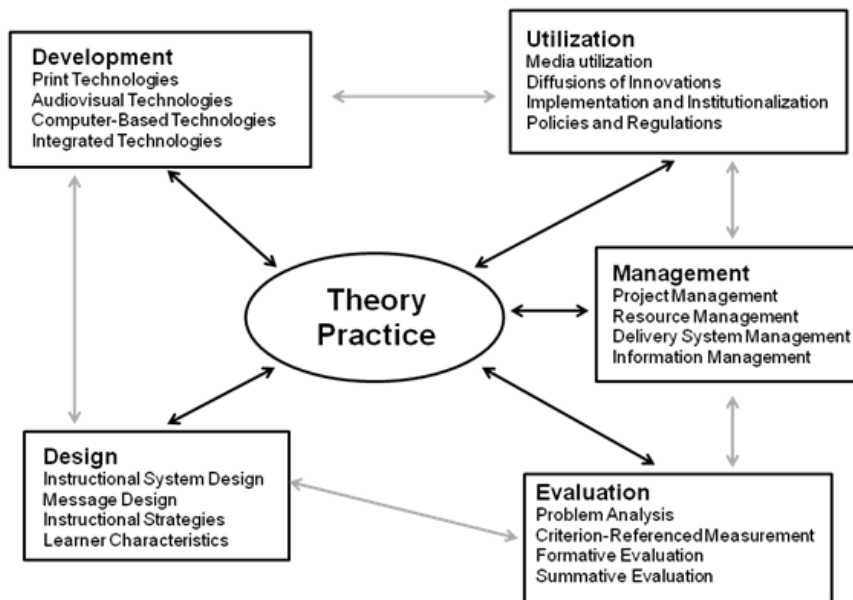 Development
Print Technologies
Audiovisual Technologies
Computer-Based Technologies
Integrated Technologies
Utilization
Media utilization
Diffusions of Innovations
Implementation and Institutionalization
Policies and Regulations
Theory
Practice
Management
Project Management
Resource Management
Delivery System Management
Information Management
Design
Instructional System Design
Message Design
Instructional Strategies
Learner Characteristics
Evaluation
Problem Analysis
Criterion-Referenced Measurement
Formative Evaluation
Summative Evaluation